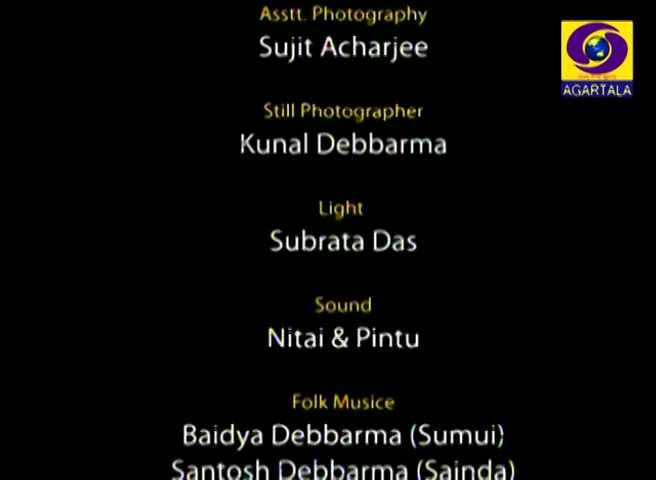 Asstt. Photography
Sujit Acharjee
AGARTALA
Still Photographer
Kunal Debbarma
Light
Subrata Das
Sound
Nitai & Pintu
Folk Musice
Baidya Debbarma (Sumui)
Santosh Debbarma (Sainda)